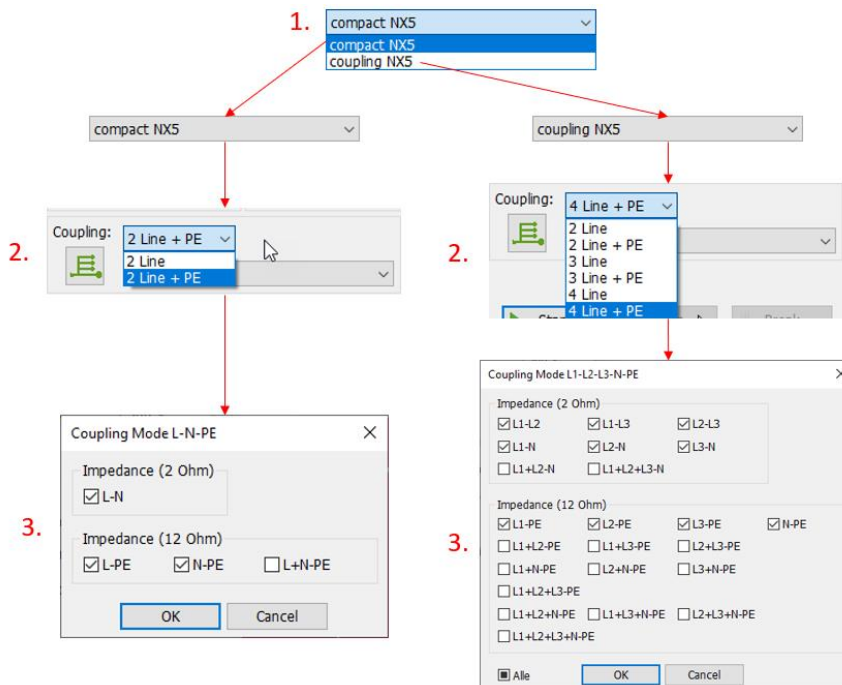 1.
compact NX5
compact NX5
coupling NX5
compact NX5
coupling NX5
2.
Coupling:
2 Line + PE
2 Line
2 Line + PE
2.
Coupling:
4 Line + PE
2 Line
2 Line + PE
3 Line
3 Line + PE
4 Line
4 Line + PE
3.
Coupling Mode L-N-PE
Impedance (2 Ohm)
L-N
Impedance (12 Ohm)
L-PE N-PE L+N-PE
OK Cancel
3.
Coupling Mode L1-L2-L3-N-PE
Impedance (2 Ohm)
L1-L2 L1-L3 L2-L3
L1-N L2-N L3-N
L1+L2-N L1+L2+L3-N
Impedance (12 Ohm)
L1-PE L2-PE L3-PE N-PE
L1+L2-PE L1+L3-PE L2+L3-PE
L1+N-PE L2+N-PE L3+N-PE
L1+L2+L3-PE
L1+L2+N-PE L1+L3+N-PE L2+L3+N-PE
L1+L2+L3+N-PE
Alle OK Cancel